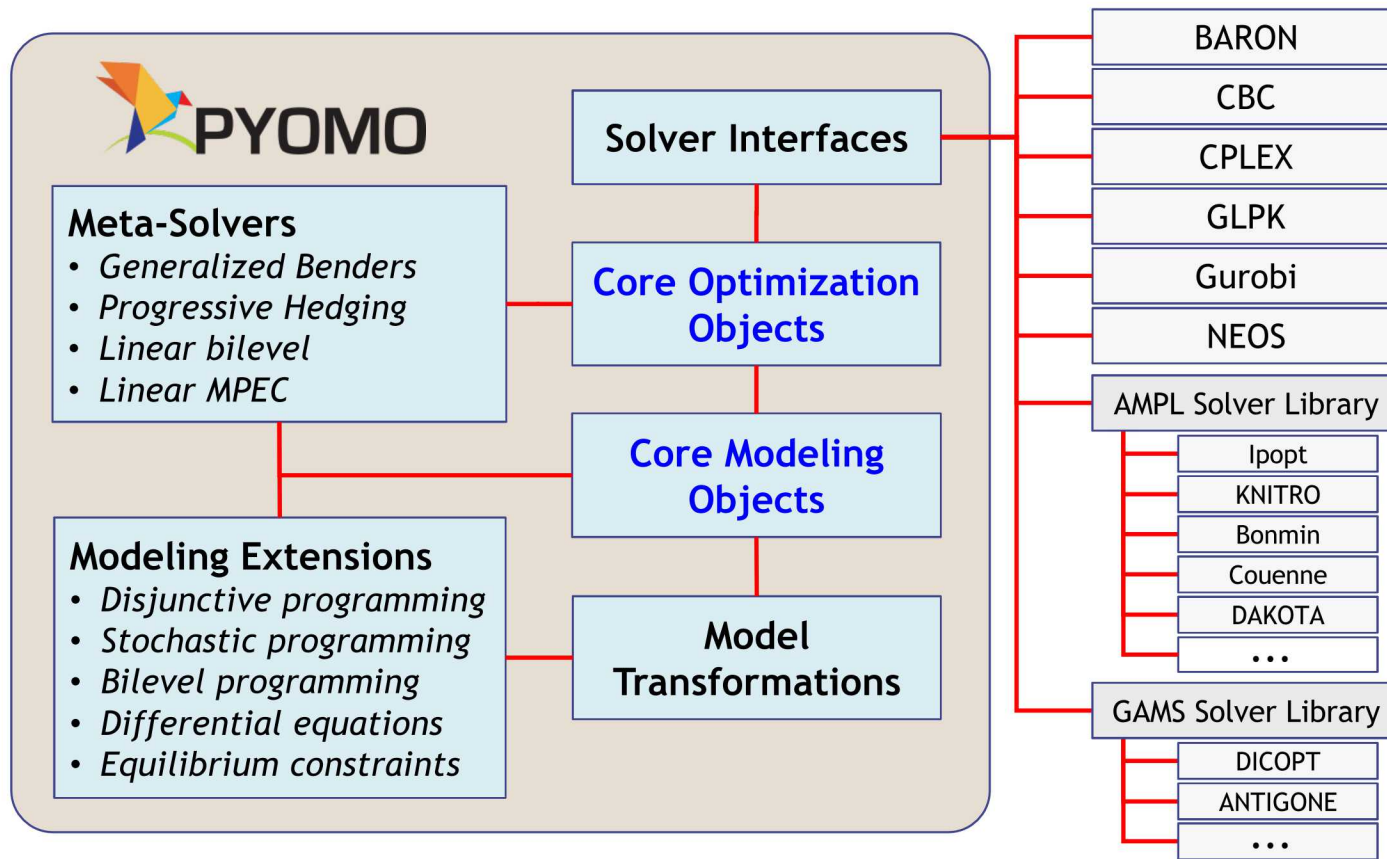 PYOMO
Solver Interfaces
Meta-Solvers
• Generalized Benders
• Progressive Hedging
• Linear bilevel
• Linear MPEC
Core Optimization
Objects
Core Modeling
Objects
Modeling Extensions
• Disjunctive programming
• Stochastic programming
• Bilevel programming
• Differential equations
• Equilibrium constraints
Model
Transformations
BARON
CBC
CPLEX
GLPK
Gurobi
NEOS
AMPL Solver Library
Ipopt
KNITRO
Bonmin
Couenne
DAKOTA
...
GAMS Solver Library
DICOPT
ANTIGONE
...